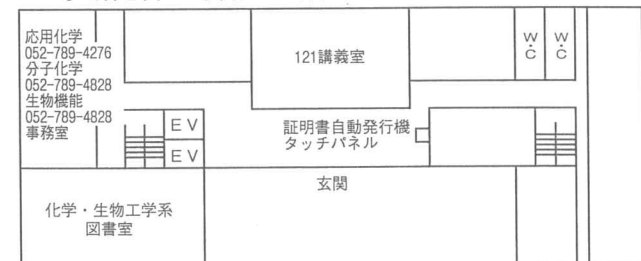 応用化学
052-789-4276
分子化学
052-789-4828
生物機能
052-789-4828
事務室
121講義室
W・C
W・C
EV
EV
証明書自動発行機
タッチパネル
玄関
化学・生物工学系
図書室